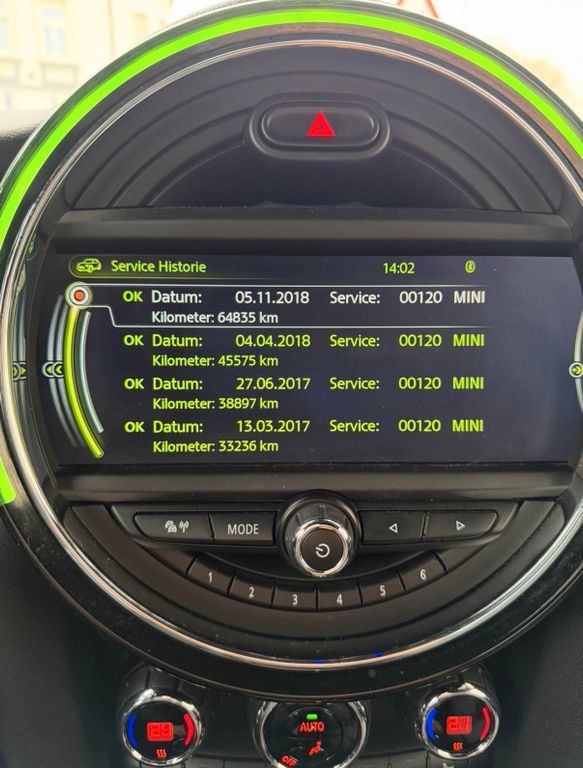 Service Historie 14:02
OK Datum: 05.11.2018 Service: 00120 MINI
Kilometer: 64835 km
OK Datum: 04.04.2018 Service: 00120 MINI
Kilometer: 45575 km
OK Datum: 27.06.2017 Service: 00120 MINI
Kilometer: 38897 km
OK Datum: 13.03.2017 Service: 00120 MINI
Kilometer: 33236 km
MODE
1 2 3 4 5 6
AUTO
OFF